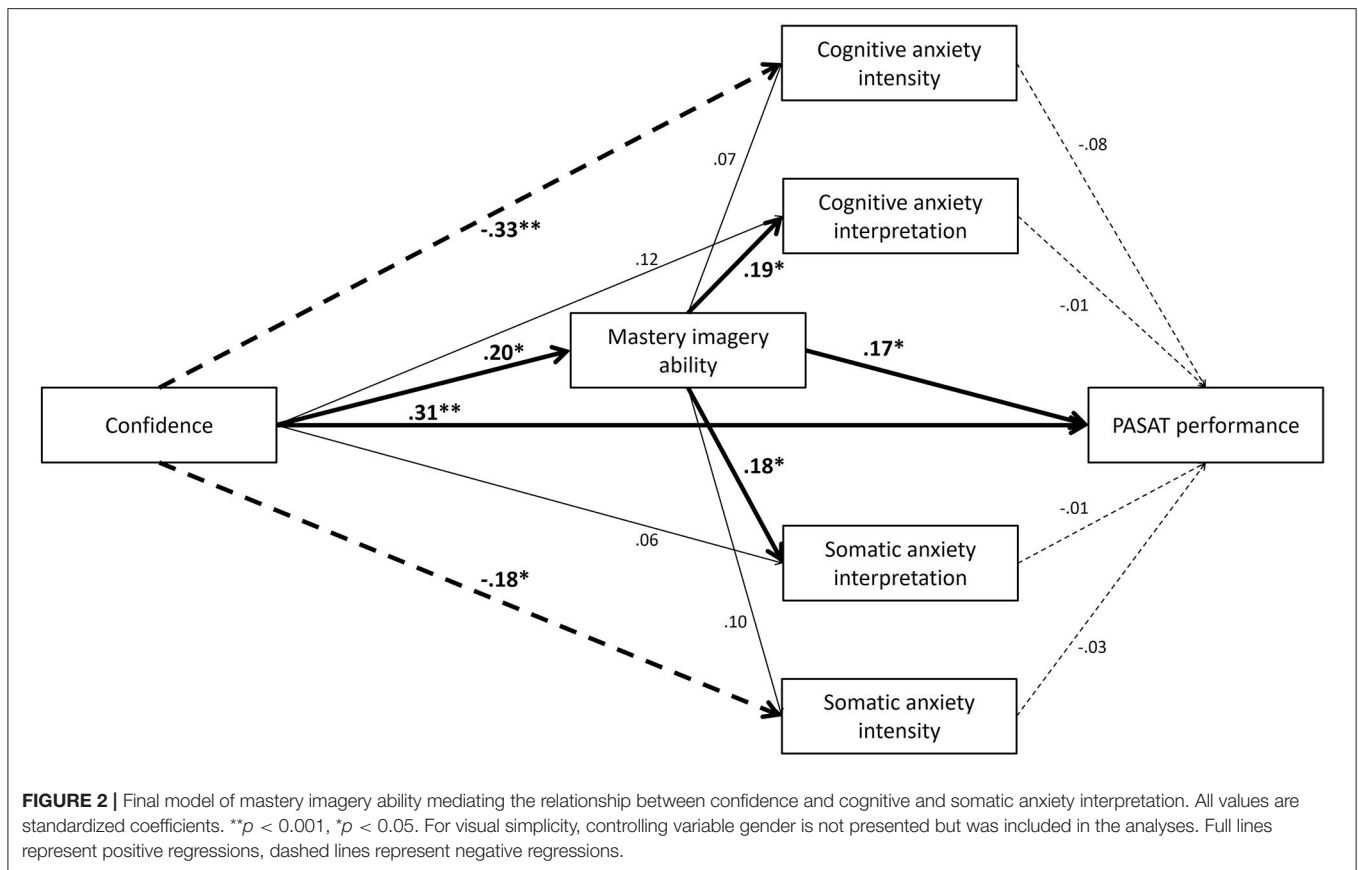 Cognitive anxiety
intensity
.07
-.08
Cognitive anxiety
interpretation
-.33**
.12
.19*
-.01
Mastery imagery
ability
.20*
.17*
Confidence
.31**
PASAT performance
.18*
-.01
Somatic anxiety
interpretation
.06
-.18*
.10
-.03
Somatic anxiety
intensity
FIGURE 2 | Final model of mastery imagery ability mediating the relationship between confidence and cognitive and somatic anxiety interpretation. All values are
standardized coefficients. **p < 0.001, *p < 0.05. For visual simplicity, controlling variable gender is not presented but was included in the analyses. Full lines
represent positive regressions, dashed lines represent negative regressions.